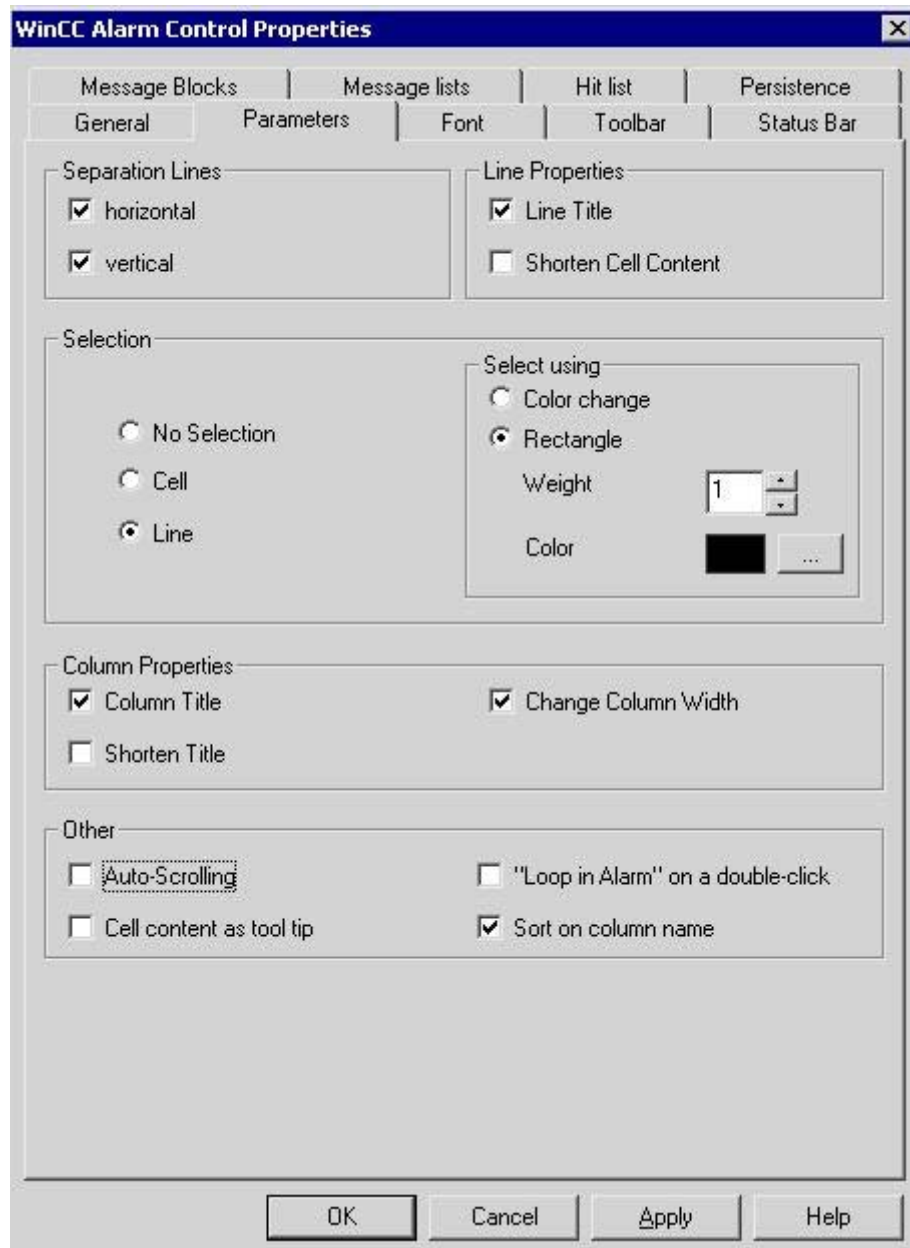 WinCC Alarm Control Properties
Message Blocks
Message lists
Hit list
Persistence
General
Parameters
Font
Toolbar
Status Bar
Separation Lines
horizontal
vertical
Line Properties
Line Title
Shorten Cell Content
Selection
No Selection
Cell
Line
Select using
Color change
Rectangle
Weight
1
Color
...
Column Properties
Column Title
Change Column Width
Shorten Title
Other
Auto-Scrolling
"Loop in Alarm" on a double-click
Cell content as tool tip
Sort on column name
OK
Cancel
Apply
Help